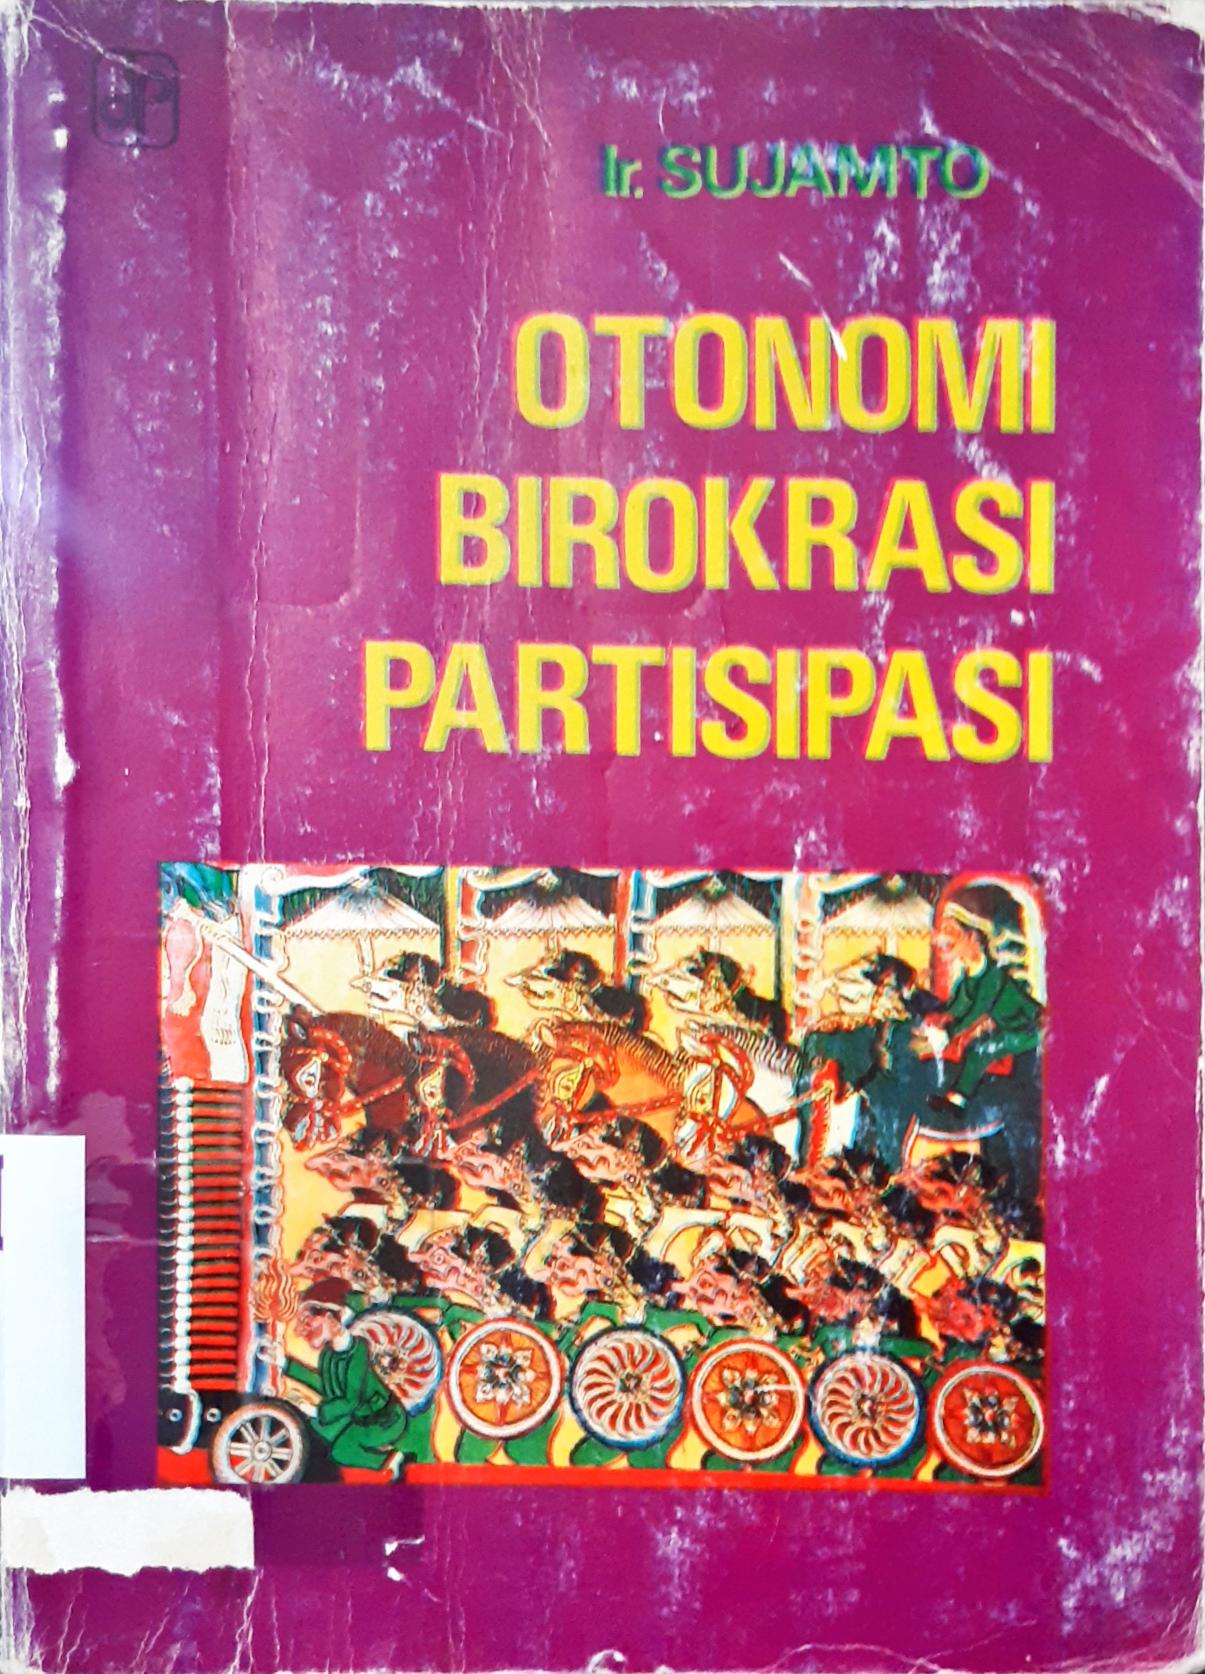 Ir. SUJAMTO
OTONOMI
BIROKRASI
PARTISIPASI